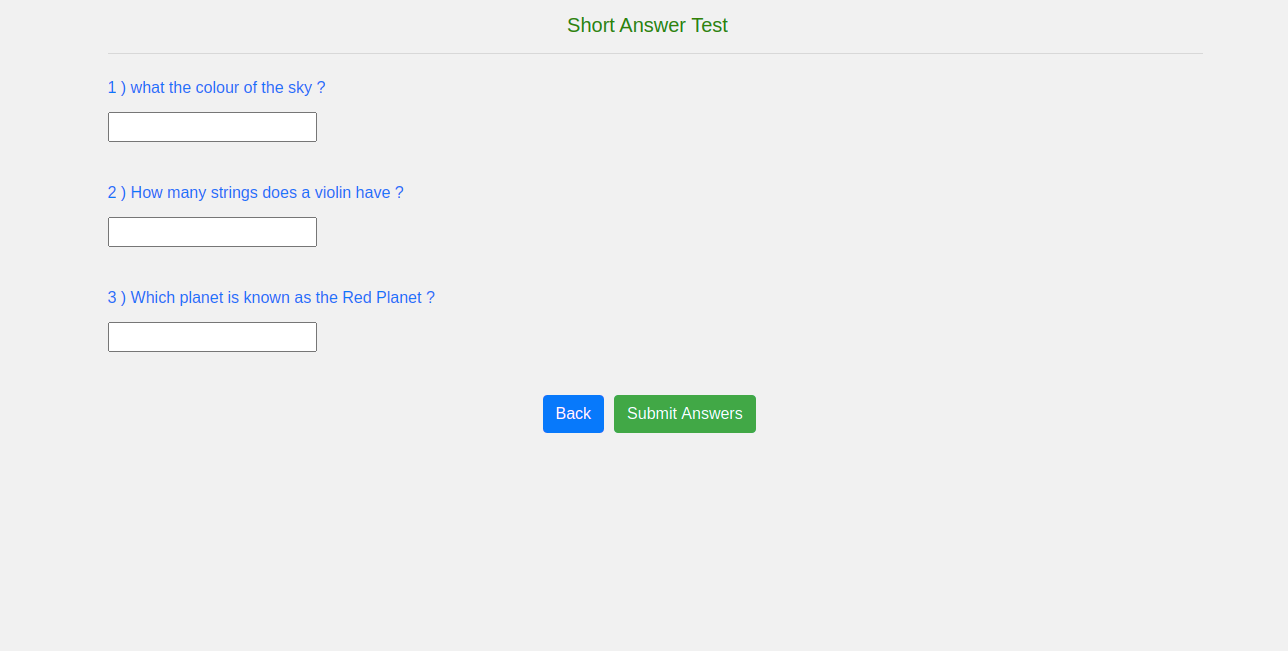 Short Answer Test
1 ) what the colour of the sky ?
2 ) How many strings does a violin have ?
3 ) Which planet is known as the Red Planet ?
Back Submit Answers